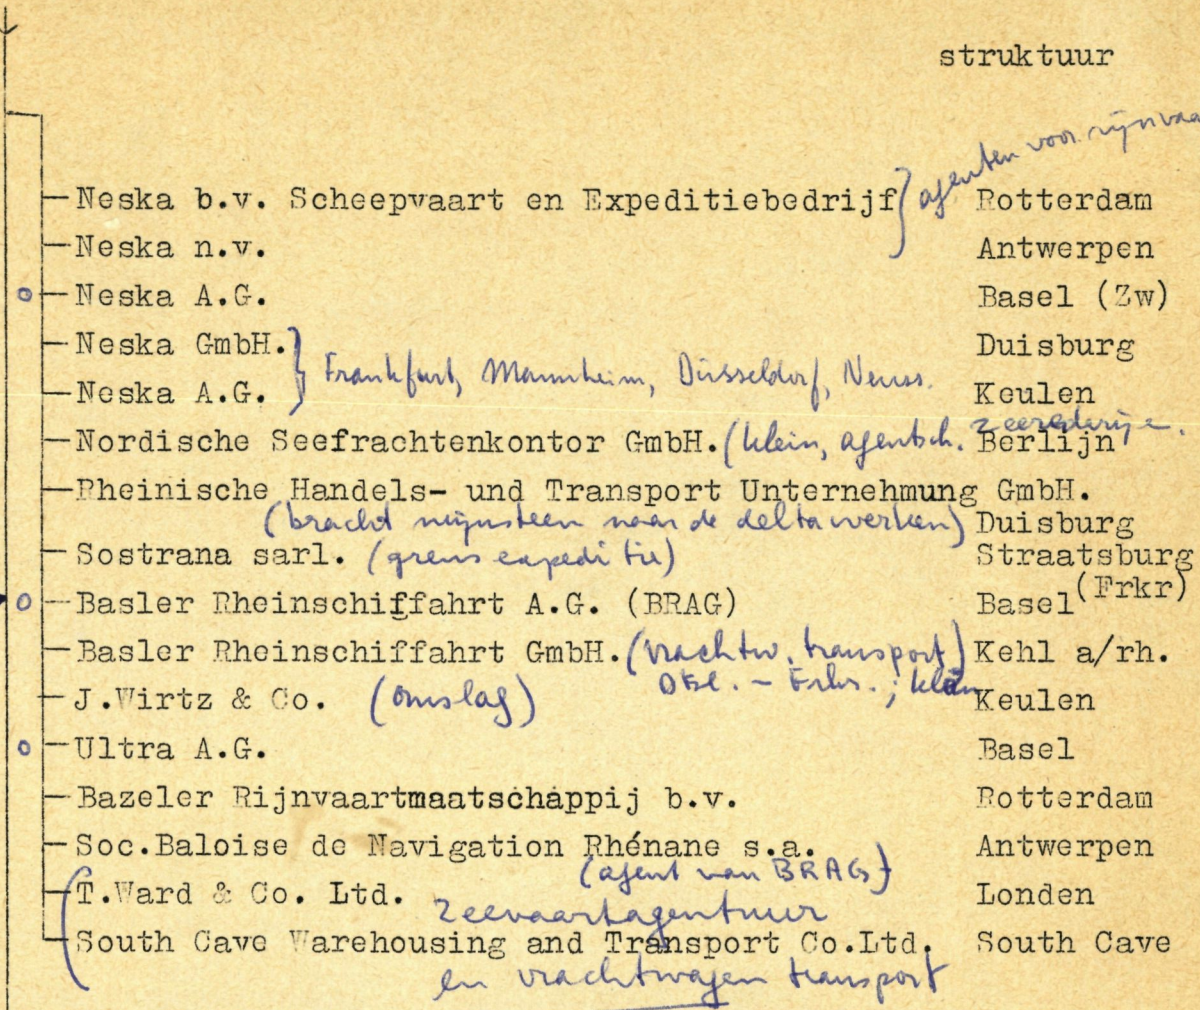 struktuur
agenten voor rijnvaa
Neska b.v. Scheepvaart en Expeditiebedrijf Rotterdam
Neska n.v. Antwerpen
Neska A.G. Basel (Zw)
Neska GmbH. Duisburg
Frankfurt, Mannheim, Düsseldorf, Neuss.
Neska A.G. Keulen
Nordische Seefrachtenkontor GmbH. (klein, agentsch. zeerederije. Berlijn
Rheinische Handels- und Transport Unternehmung GmbH.
(bracht mijnsteen naar de deltawerken) Duisburg
Sostrana sarl. (grensexpeditie) Straatsburg
(Frkr)
Basler Rheinschiffahrt A.G. (BRAG) Basel
Basler Rheinschiffahrt GmbH. (vrachtw. transport) Kehl a/rh.
; klein
J.Wirtz & Co. (omslag) Keulen
Ultra A.G. Basel
Bazeler Rijnvaartmaatschappij b.v. Rotterdam
Soc.Baloise de Navigation Rhénane s.a. Antwerpen
(agent van BRAG)
T.Ward & Co. Ltd. Londen
zeevaartagentuur
South Cave Warehousing and Transport Co.Ltd. South Cave
en vrachtwagen transport